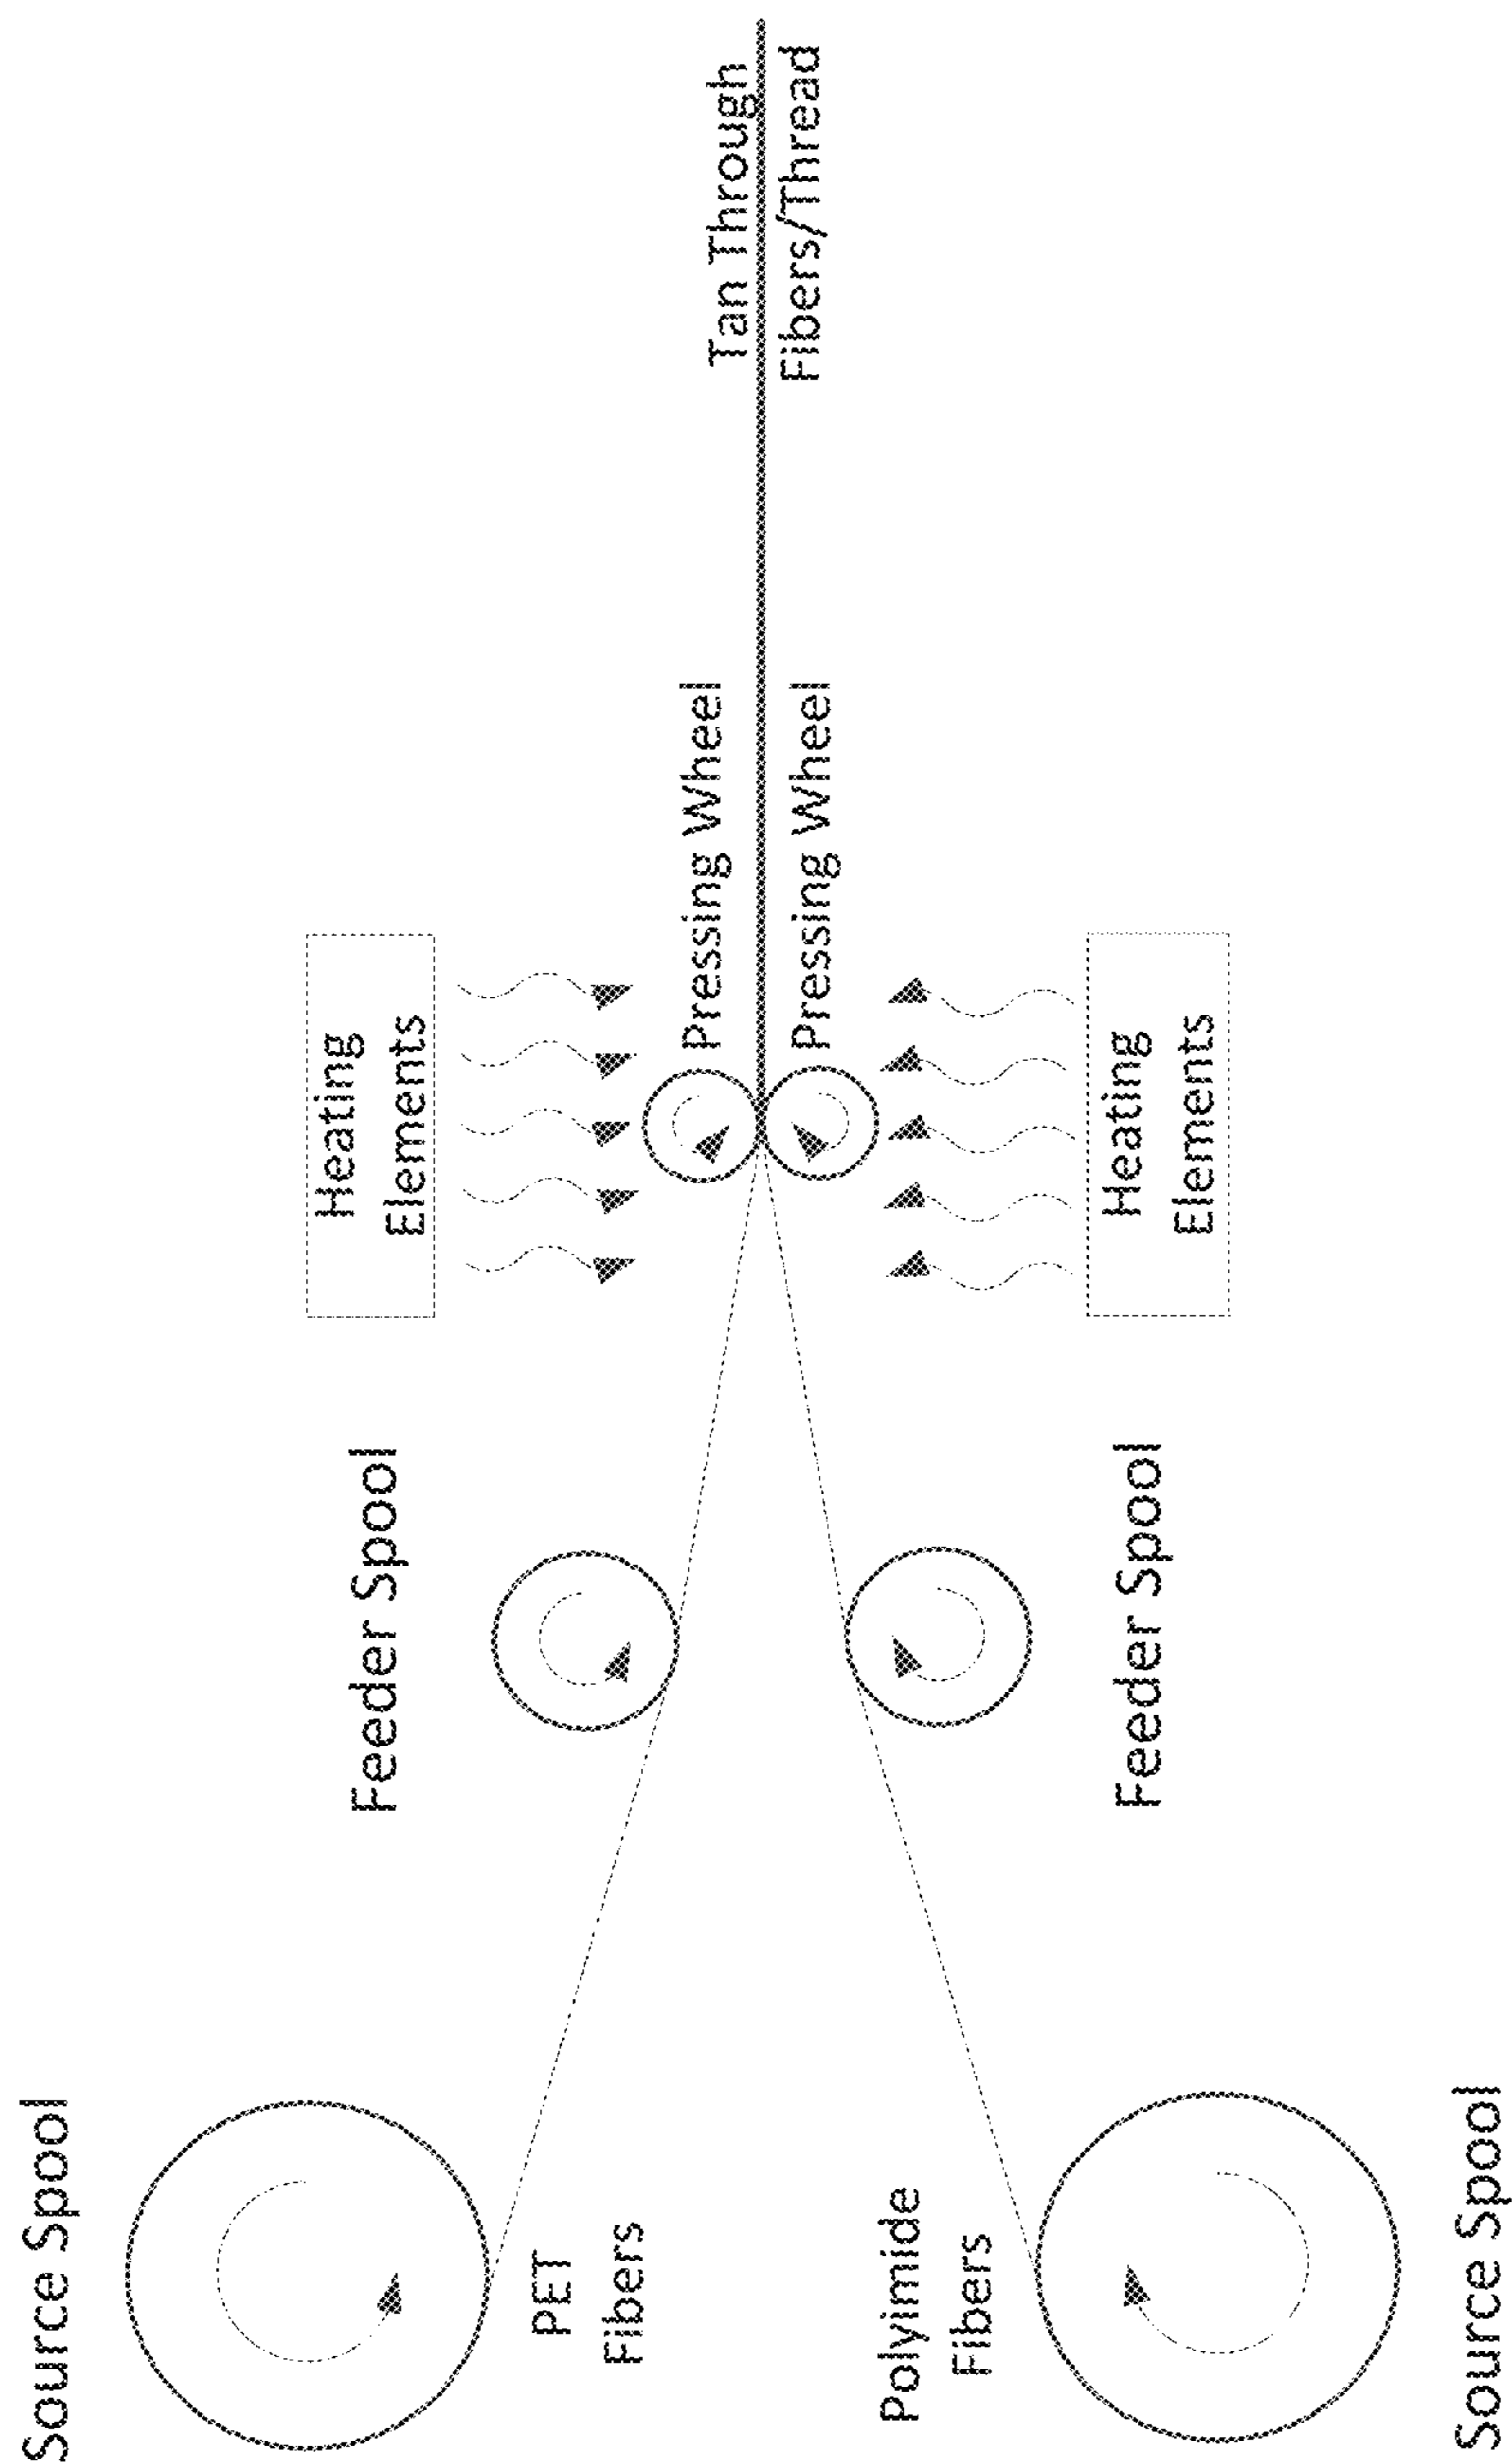 Source Spool
PET
Fibers
Feeder Spool
Heating
Elements
Pressing Wheel
Tan Through
Fibers/Thread
Pressing Wheel
Heating
Elements
Feeder Spool
Polyimide
Fibers
Source Spool